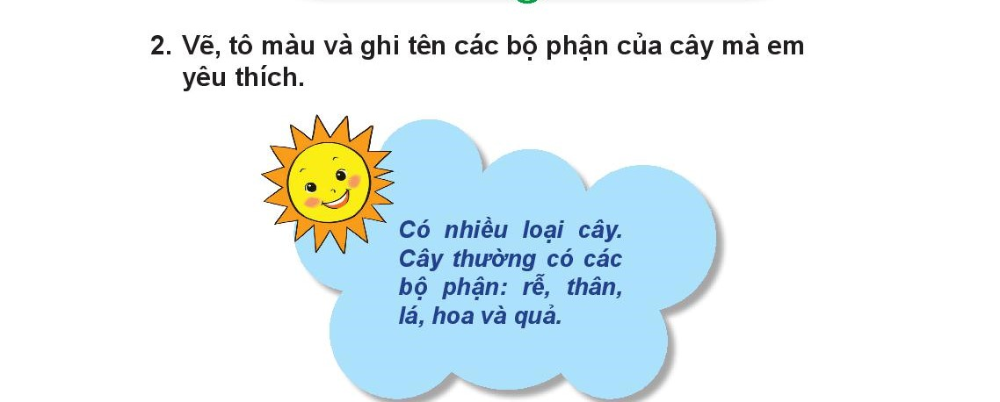 2. Vẽ, tô màu và ghi tên các bộ phận của cây mà em
yêu thích.
Có nhiều loại cây.
Cây thường có các
bộ phận: rễ, thân,
lá, hoa và quả.